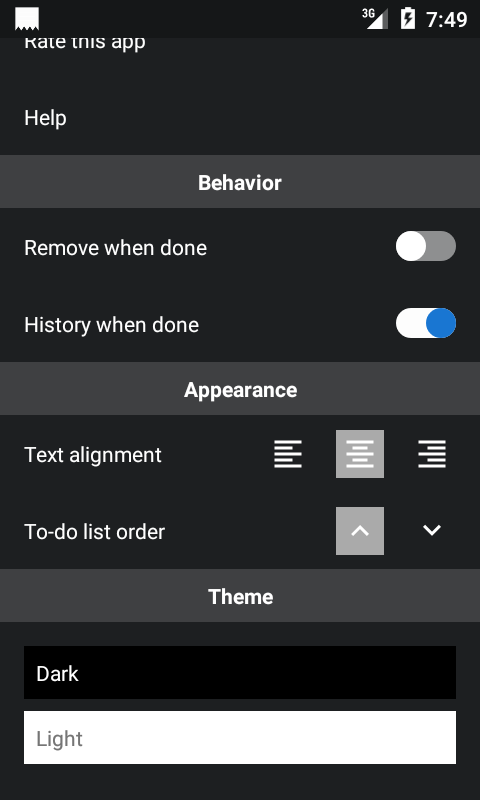 3G
7:49
Rate this app
Help
Behavior
Remove when done
History when done
Appearance
Text alignment
To-do list order
Theme
Dark
Light